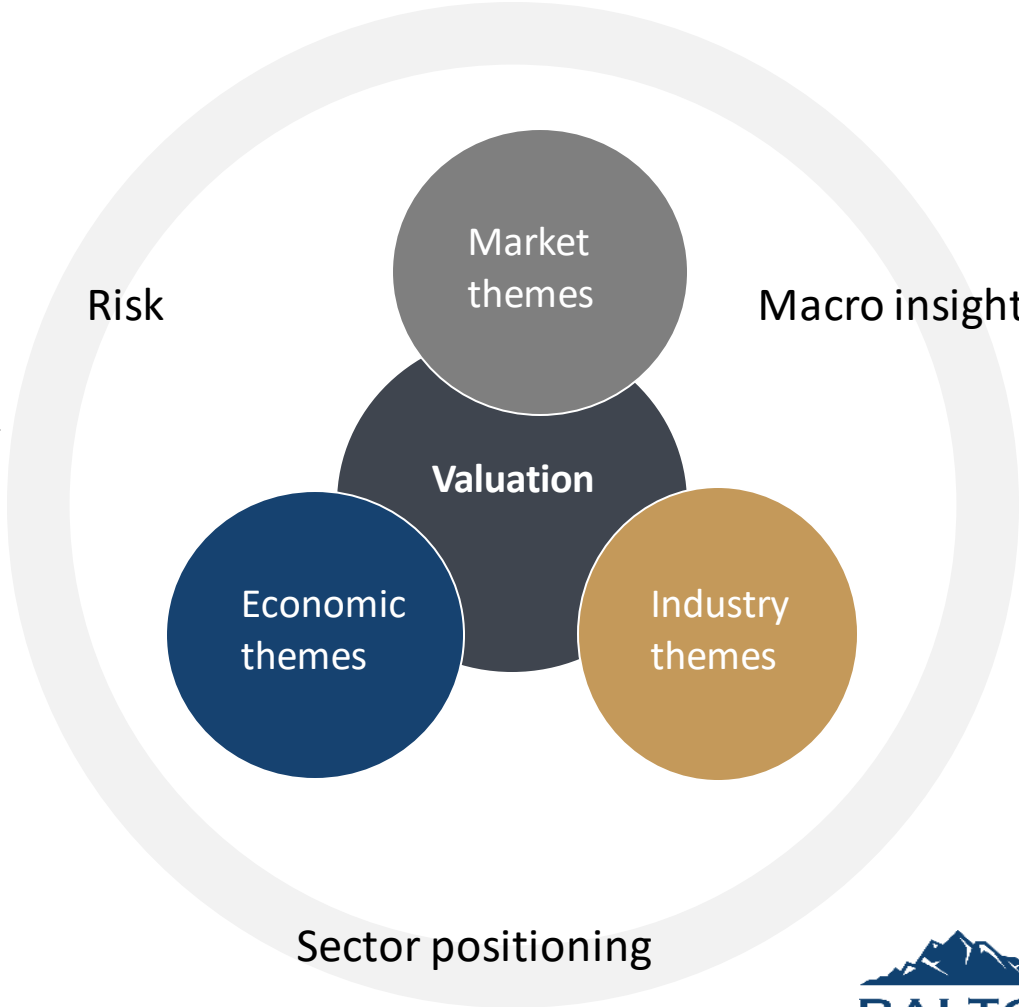 Market
themes
Risk
Macro insight
Valuation
Economic
themes
Industry
themes
Sector positioning